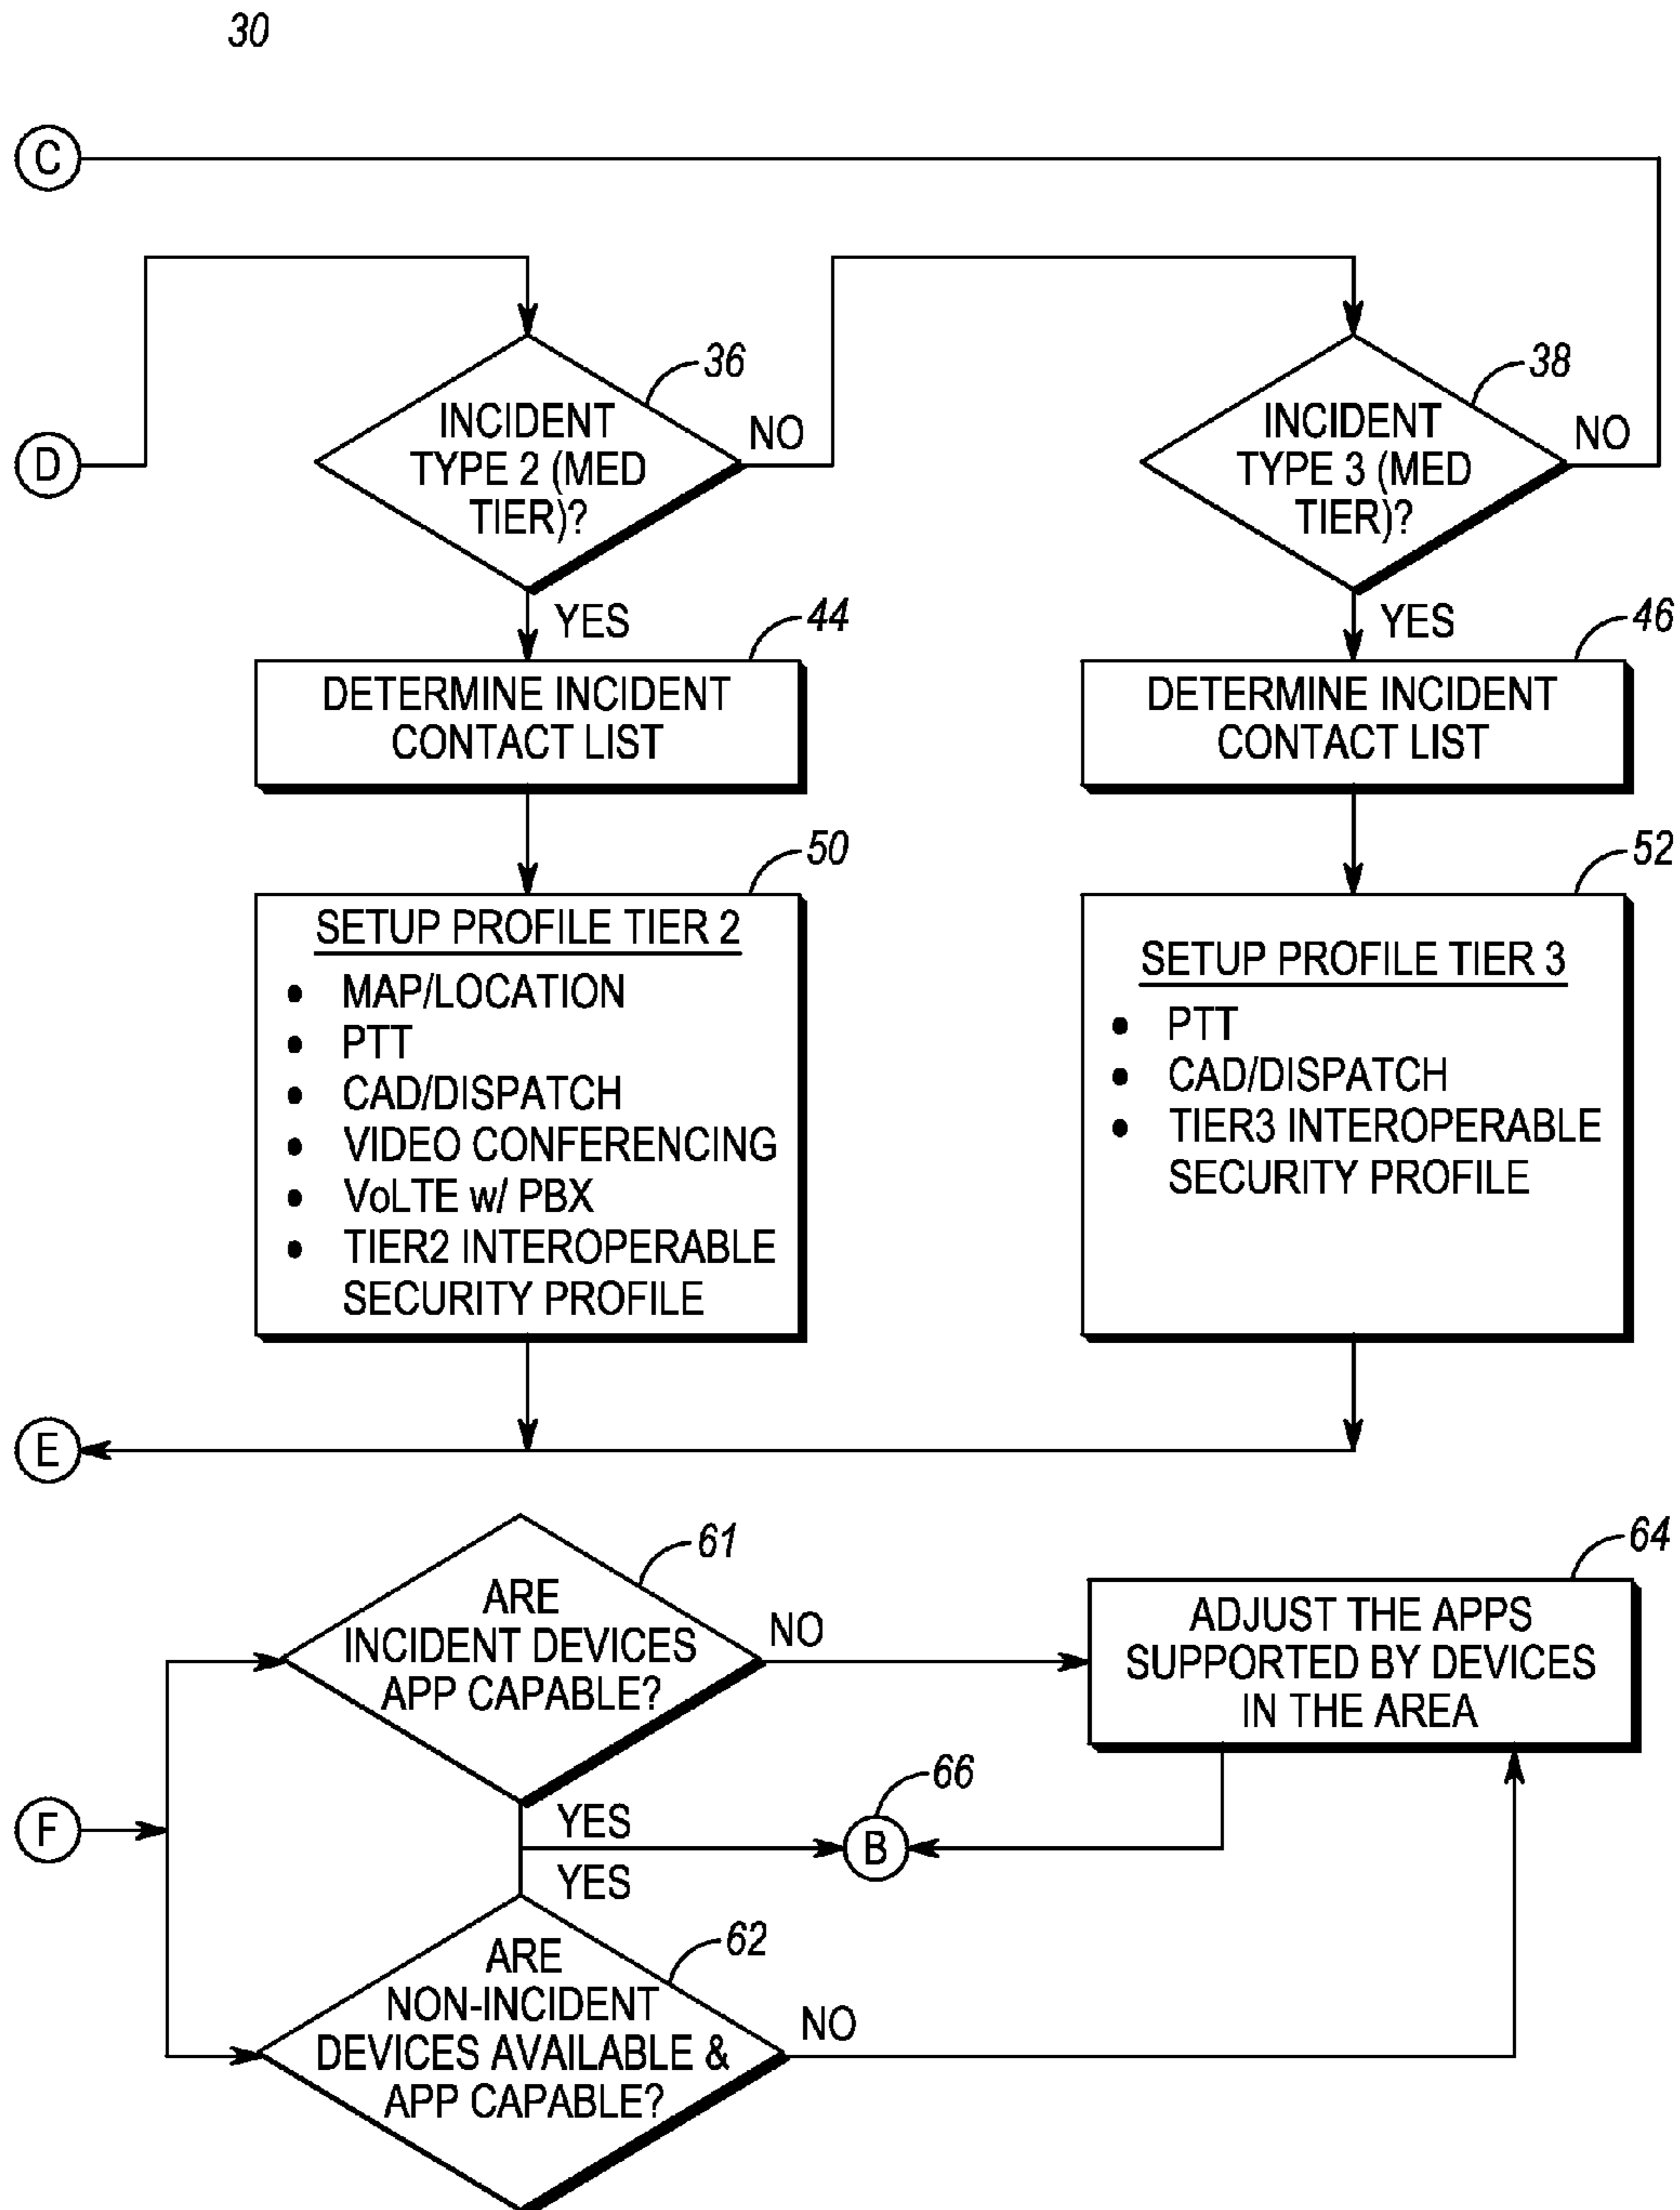 30
C
D
36
INCIDENT
TYPE 2 (MED
TIER)?
NO
YES
38
INCIDENT
TYPE 3 (MED
TIER)?
NO
YES
44
DETERMINE INCIDENT
CONTACT LIST
46
DETERMINE INCIDENT
CONTACT LIST
50
SETUP PROFILE TIER 2
• MAP/LOCATION
• PTT
• CAD/DISPATCH
• VIDEO CONFERENCING
• VoLTE w/ PBX
• TIER2 INTEROPERABLE
SECURITY PROFILE
52
SETUP PROFILE TIER 3
• PTT
• CAD/DISPATCH
• TIER3 INTEROPERABLE
SECURITY PROFILE
E
61
ARE
INCIDENT DEVICES
APP CAPABLE?
NO
64
ADJUST THE APPS
SUPPORTED BY DEVICES
IN THE AREA
F
YES
66
B
YES
62
ARE
NON-INCIDENT
DEVICES AVAILABLE &
APP CAPABLE?
NO